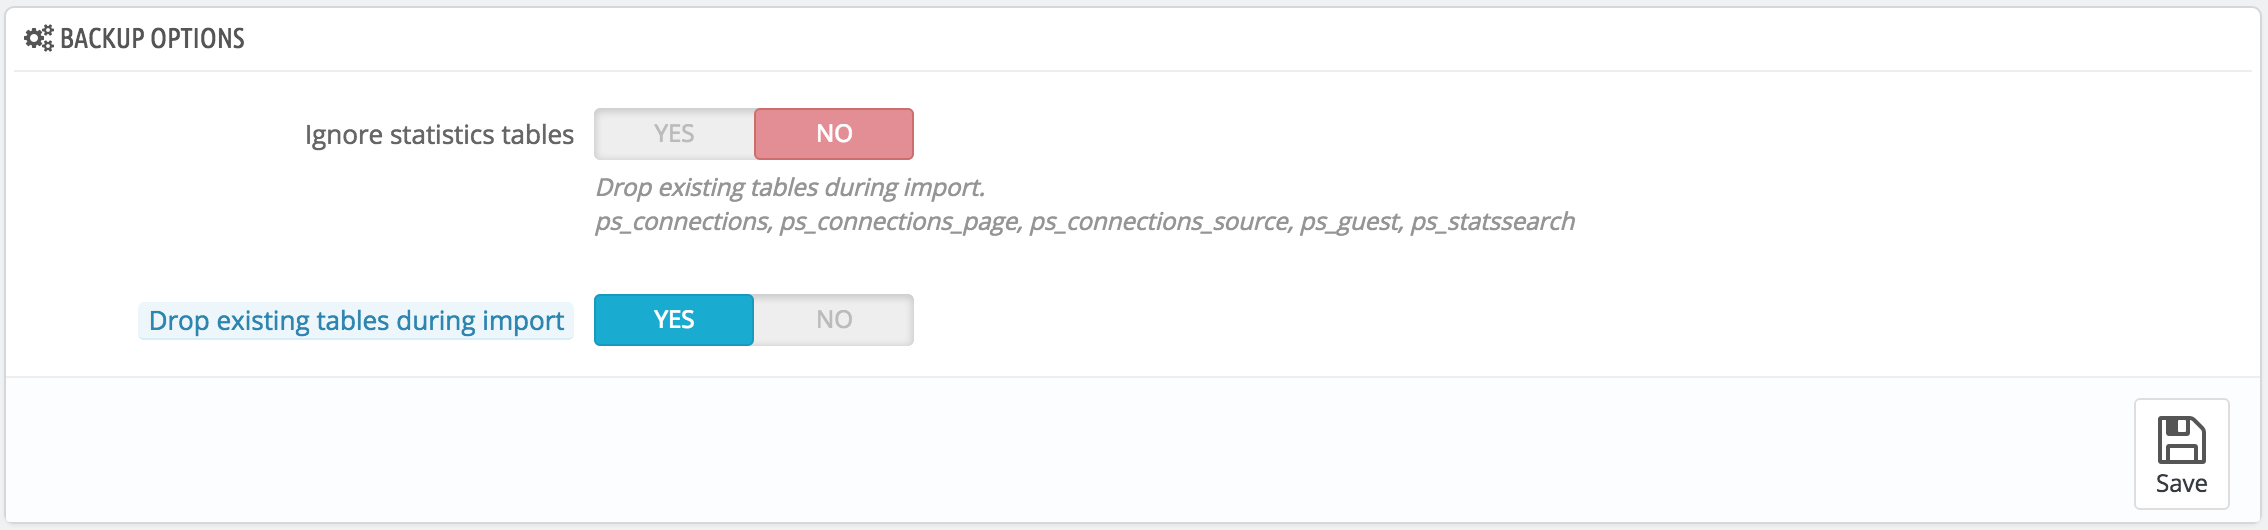 BACKUP OPTIONS
Ignore statistics tables YES NO
Drop existing tables during import.
ps_connections, ps_connections_page, ps_connections_source, ps_guest, ps_statssearch
Drop existing tables during import YES NO
Save